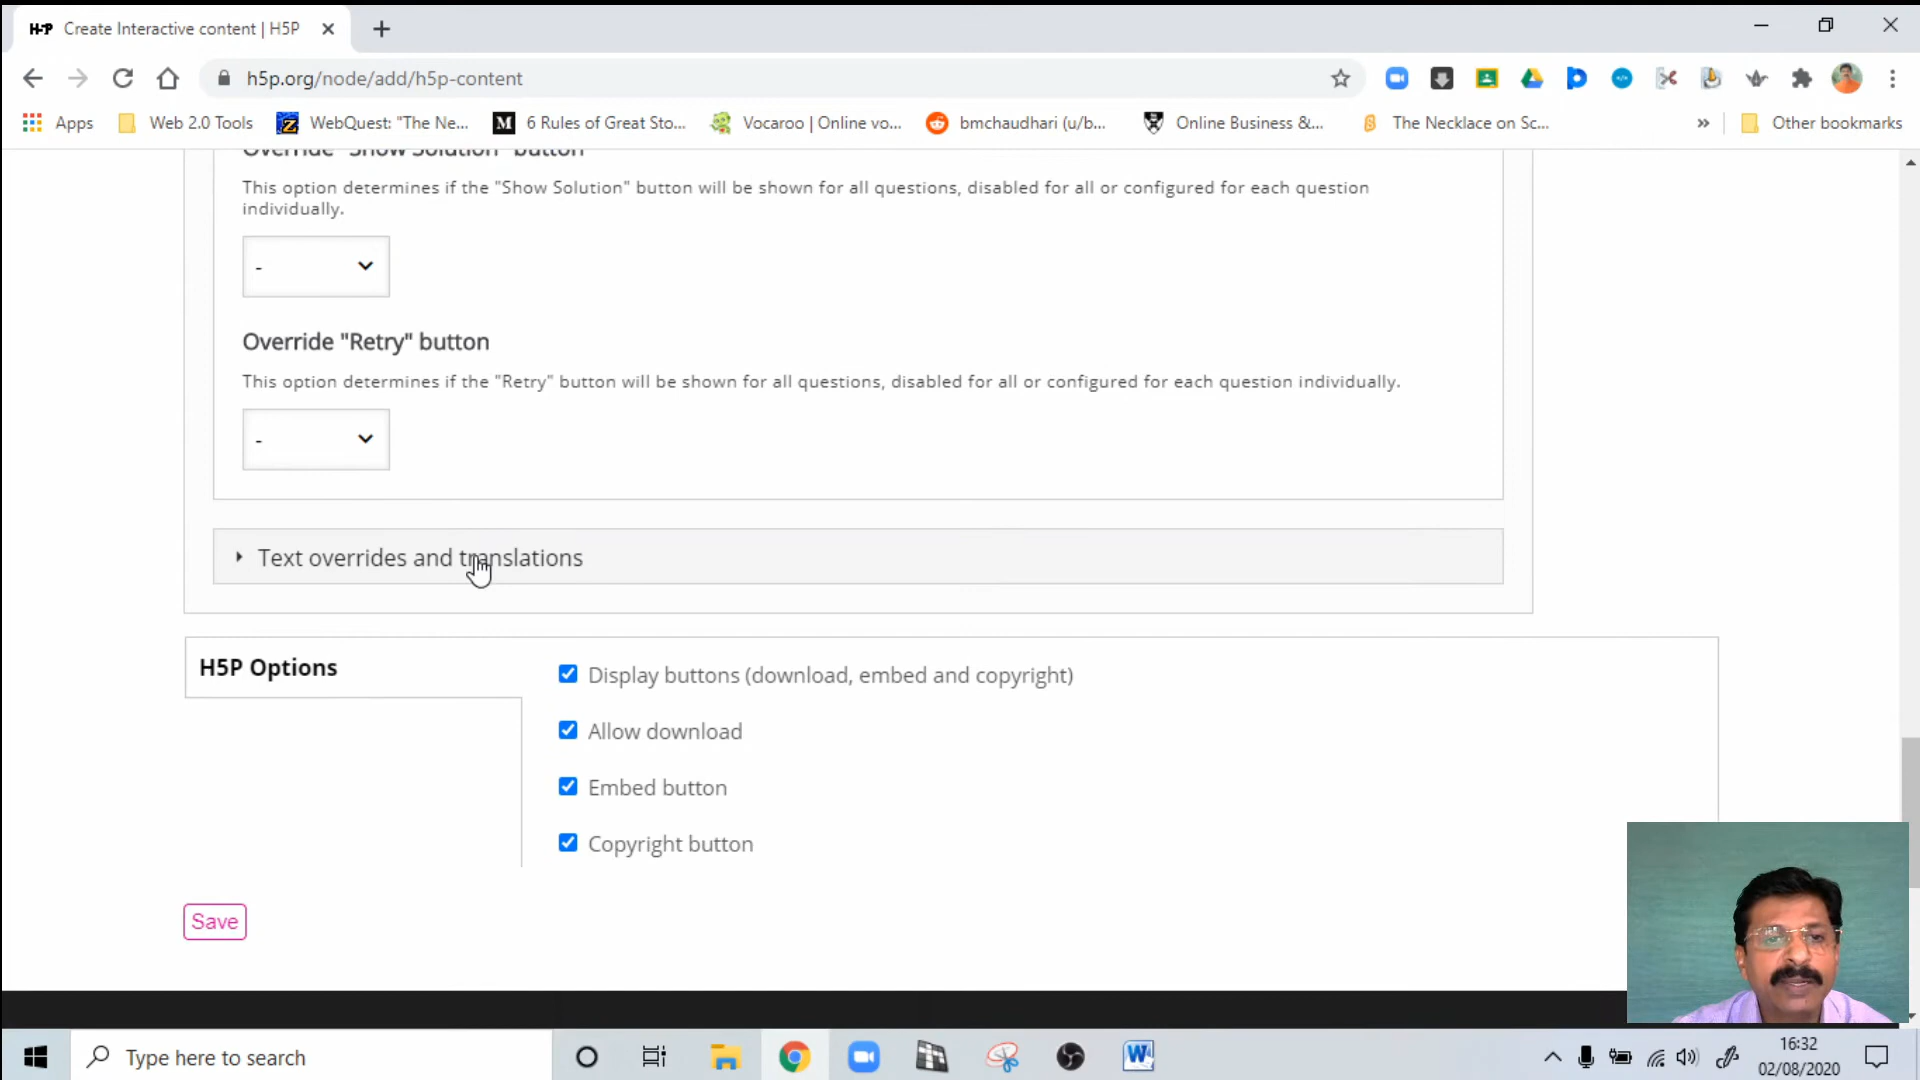 H-P Create Interactive content | H5P
h5p.org/node/add/h5p-content
Apps Web 2.0 Tools WebQuest: "The Ne... M 6 Rules of Great Sto... Vocaroo | Online vo... bmchaudhari (u/b... Online Business &... The Necklace on Sc... » Other bookmarks
Override "Show Solution" button
This option determines if the "Show Solution" button will be shown for all questions, disabled for all or configured for each question
individually.
-
Override "Retry" button
This option determines if the "Retry" button will be shown for all questions, disabled for all or configured for each question individually.
-
Text overrides and translations
H5P Options
Display buttons (download, embed and copyright)
Allow download
Embed button
Copyright button
Save
Type here to search
16:32
02/08/2020